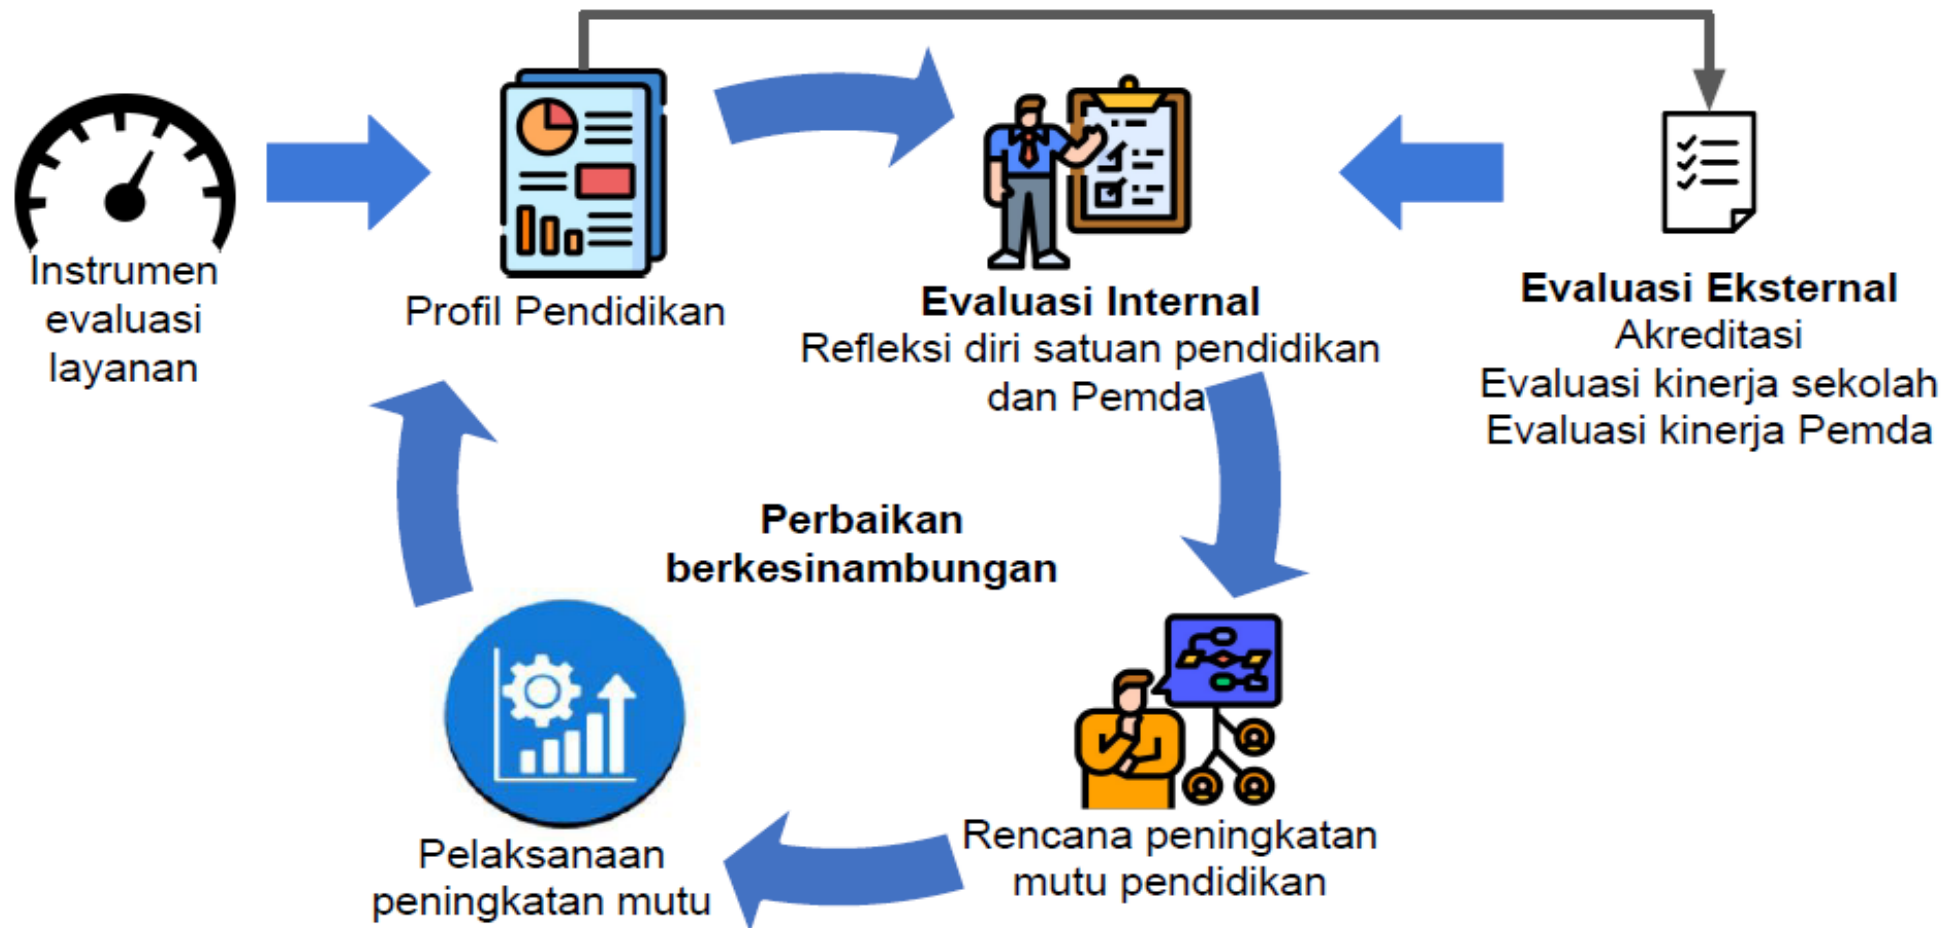 Instrumen
evaluasi
layanan
Profil Pendidikan
Evaluasi Internal
Refleksi diri satuan pendidikan
dan Pemda
Evaluasi Eksternal
Akreditasi
Evaluasi kinerja sekolah
Evaluasi kinerja Pemda
Perbaikan
berkesinambungan
Rencana peningkatan
mutu pendidikan
Pelaksanaan
peningkatan mutu